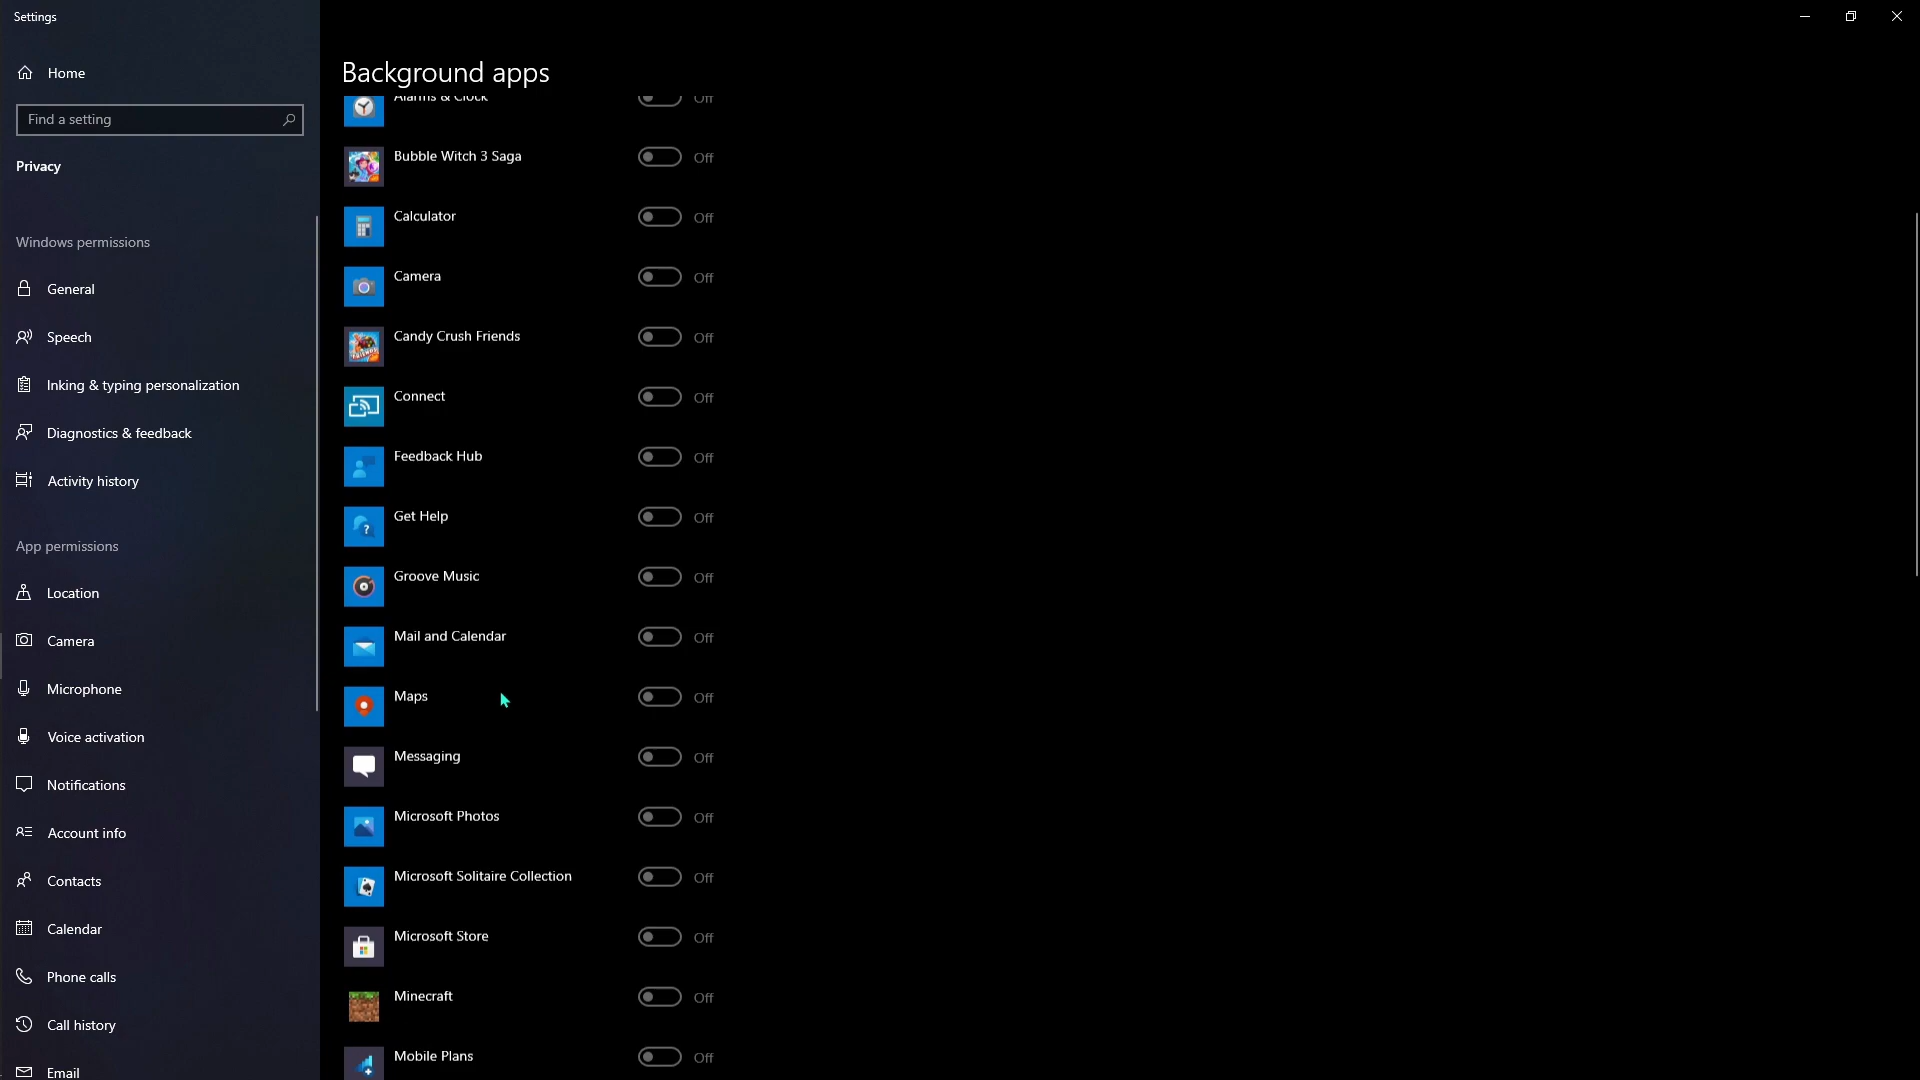 Settings
Home
Find a setting
Privacy
Windows permissions
General
Speech
Inking & typing personalization
Diagnostics & feedback
Activity history
App permissions
Location
Camera
Microphone
Voice activation
Notifications
Account info
Contacts
Calendar
Phone calls
Call history
Email
Background apps
Alarms & Clock Off
Bubble Witch 3 Saga Off
Calculator Off
Camera Off
Candy Crush Friends Off
Connect Off
Feedback Hub Off
Get Help Off
Groove Music Off
Mail and Calendar Off
Maps Off
Messaging Off
Microsoft Photos Off
Microsoft Solitaire Collection Off
Microsoft Store Off
Minecraft Off
Mobile Plans Off